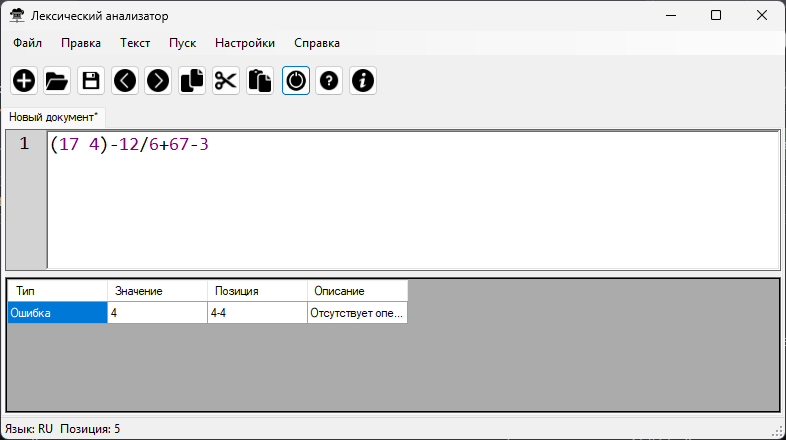 Лексический анализатор
Файл Правка Текст Пуск Настройки Справка
Новый документ*
1 (17 4)-12/6+67-3
Тип Значение Позиция Описание
Ошибка 4 4-4 Отсутствует опе...
Язык: RU Позиция: 5